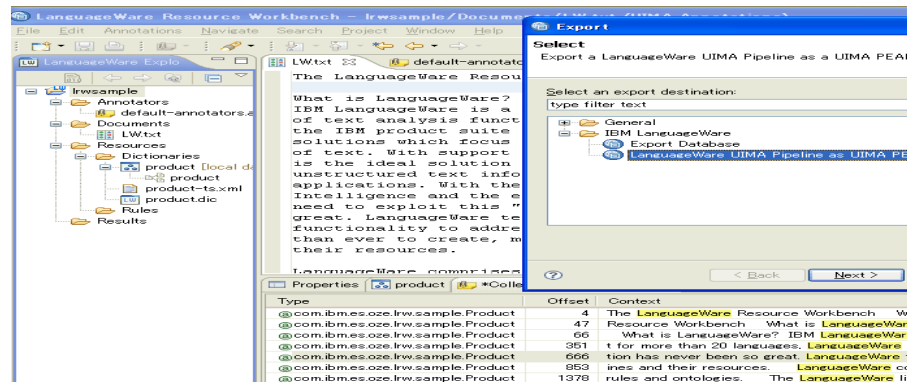 LanguageWare Resource Workbench - lrwsample/Docume
File Edit Annotations Navigate Search Project Window Help
LanguageWare Explo
lrwsample
Annotators
default-annotators.a
Documents
LW.txt
Resources
Dictionaries
product [local da
product
product-ts.xml
product.dic
Rules
Results
LW.txt
default-annotato
The LanguageWare Resou
What is LanguageWare?
IBM LanguageWare is a
of text analysis funct
the IBM product suite
solutions which focus
of text. With support
is the ideal solution
unstructured text info
applications. With the
Intelligence and the e
need to exploit this "
great. LanguageWare te
functionality to addre
than ever to create, m
their resources.
LanguageWare comprises
Export
Select
Export a LanguageWare UIMA Pipeline as a UIMA PEA
Select an export destination:
type filter text
General
IBM LanguageWare
Export Database
LanguageWare UIMA Pipeline as UIMA PE
< Back
Next >
Properties product *Colle
Type Offset Context
com.ibm.es.oze.lrw.sample.Product 4 The LanguageWare Resource Workbench W
com.ibm.es.oze.lrw.sample.Product 47 Resource Workbench What is LanguageWar
com.ibm.es.oze.lrw.sample.Product 66 What is LanguageWare? IBM LanguageWar
com.ibm.es.oze.lrw.sample.Product 351 t for more than 20 languages, LanguageWare
com.ibm.es.oze.lrw.sample.Product 666 tion has never been so great. LanguageWare
com.ibm.es.oze.lrw.sample.Product 853 ines and their resources. LanguageWare co
com.ibm.es.oze.lrw.sample.Product 1378 rules and ontologies. The LanguageWare li